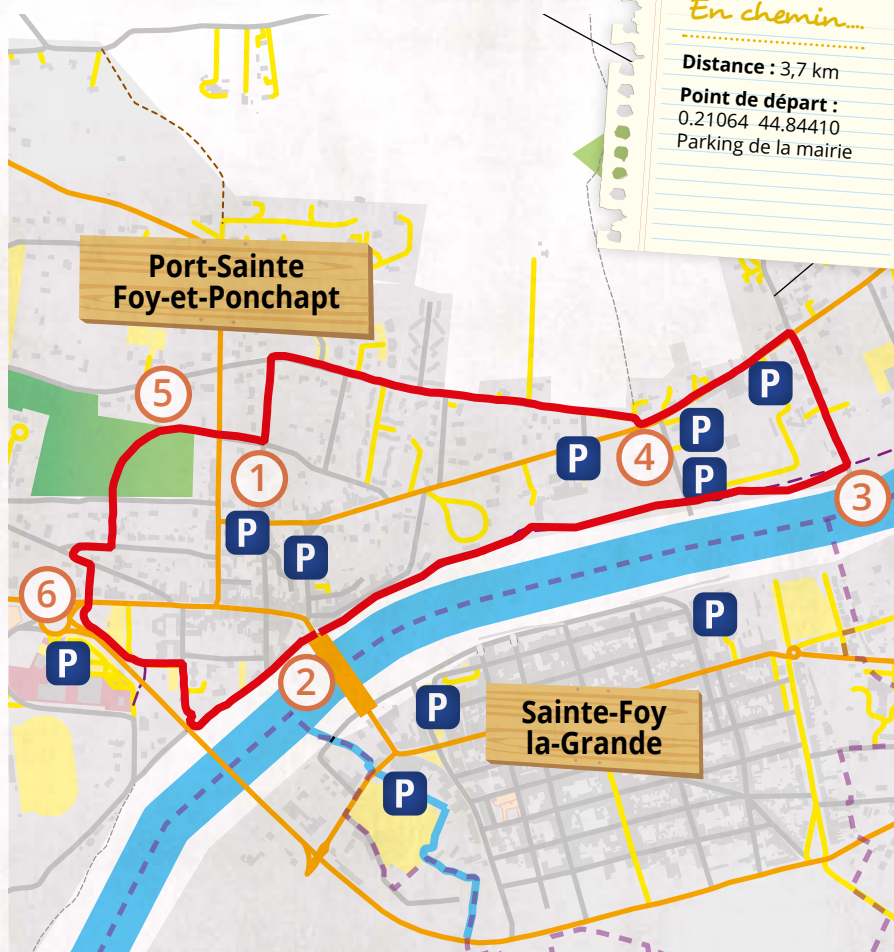 En chemin....
Distance : 3,7 km
Point de départ :
0.21064 44.84410
Parking de la mairie
Port-Sainte
Foy-et-Ponchapt
5
P
P
1
4
P
P
3
P
P
6
P
P
2
P
Sainte-Foy
la-Grande
P